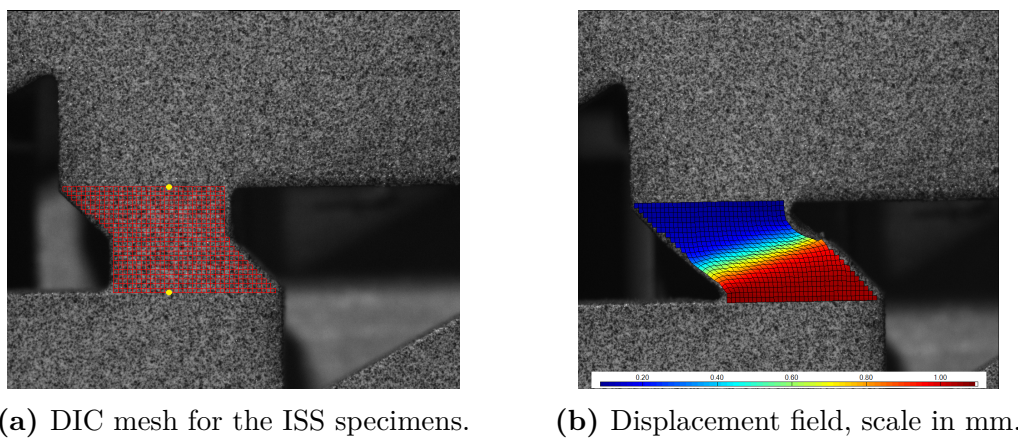 0.20 0.40 0.60 0.80 1.00
(a) DIC mesh for the ISS specimens.
(b) Displacement field, scale in mm.